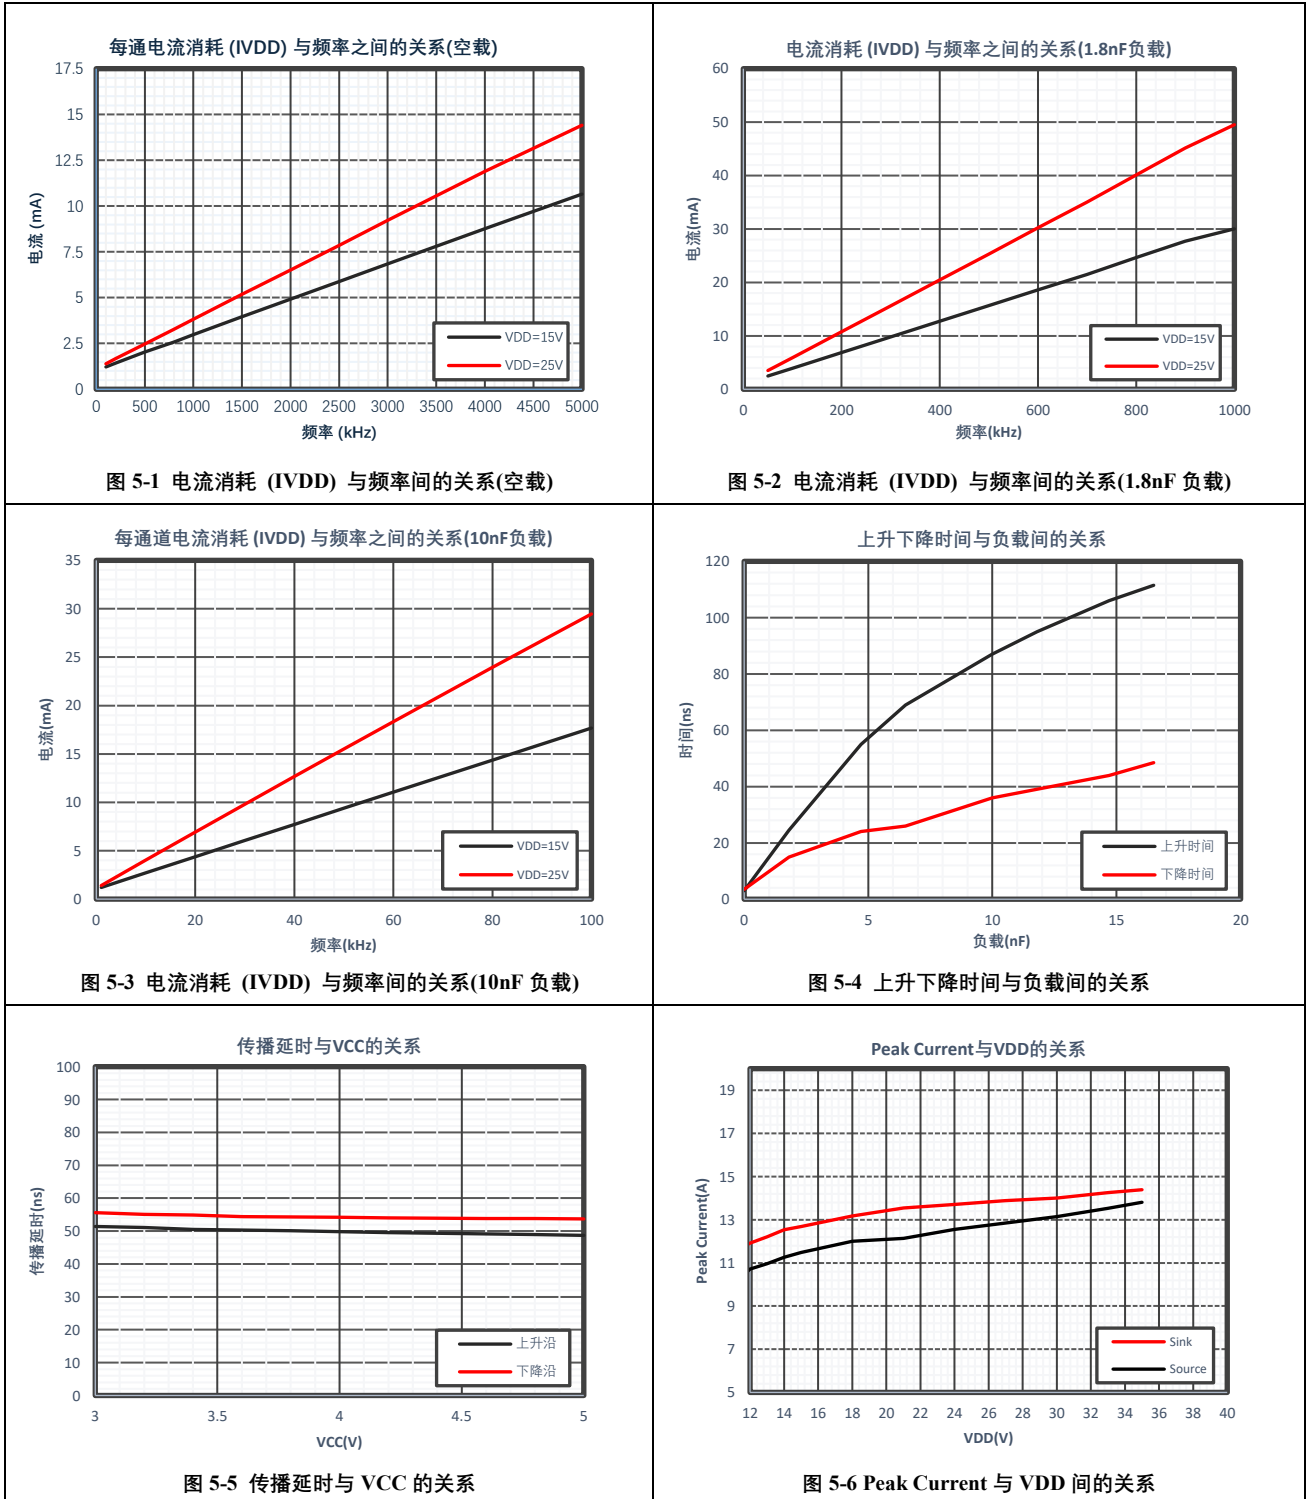 每通电流消耗 (IVDD) 与频率之间的关系(空载)
17.5
15
12.5
10
7.5
5
2.5
0
电流 (mA)
0 500 1000 1500 2000 2500 3000 3500 4000 4500 5000
频率 (kHz)
VDD=15V
VDD=25V
图 5-1 电流消耗 (IVDD) 与频率间的关系(空载)
电流消耗 (IVDD) 与频率之间的关系(1.8nF负载)
60
50
40
30
20
10
0
电流(mA)
0 200 400 600 800 1000
频率(kHz)
VDD=15V
VDD=25V
图 5-2 电流消耗 (IVDD) 与频率间的关系(1.8nF 负载)
每通道电流消耗 (IVDD) 与频率之间的关系(10nF负载)
35
30
25
20
15
10
5
0
电流(mA)
0 20 40 60 80 100
频率(kHz)
VDD=15V
VDD=25V
图 5-3 电流消耗 (IVDD) 与频率间的关系(10nF 负载)
上升下降时间与负载间的关系
120
100
80
60
40
20
0
时间(ns)
0 5 10 15 20
负载(nF)
上升时间
下降时间
图 5-4 上升下降时间与负载间的关系
传播延时与VCC的关系
100
90
80
70
60
50
40
30
20
10
0
传播延时(ns)
3 3.5 4 4.5 5
VCC(V)
上升沿
下降沿
图 5-5 传播延时与 VCC 的关系
Peak Current与VDD的关系
19
17
15
13
11
9
7
5
Peak Current(A)
12 14 16 18 20 22 24 26 28 30 32 34 36 38 40
VDD(V)
Sink
Source
图 5-6 Peak Current 与 VDD 间的关系